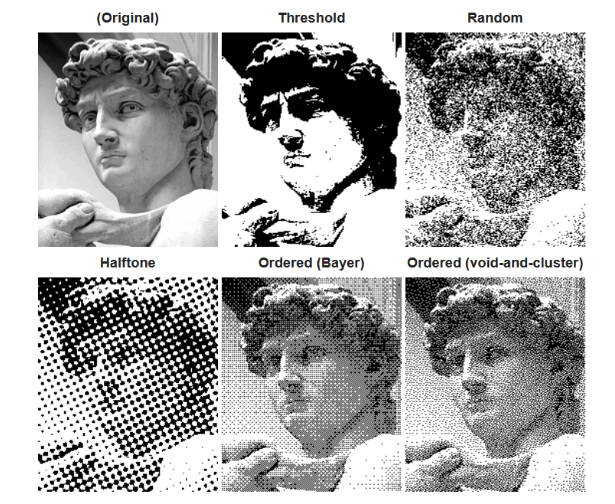 (Original) Threshold Random
Halftone Ordered (Bayer) Ordered (void-and-cluster)